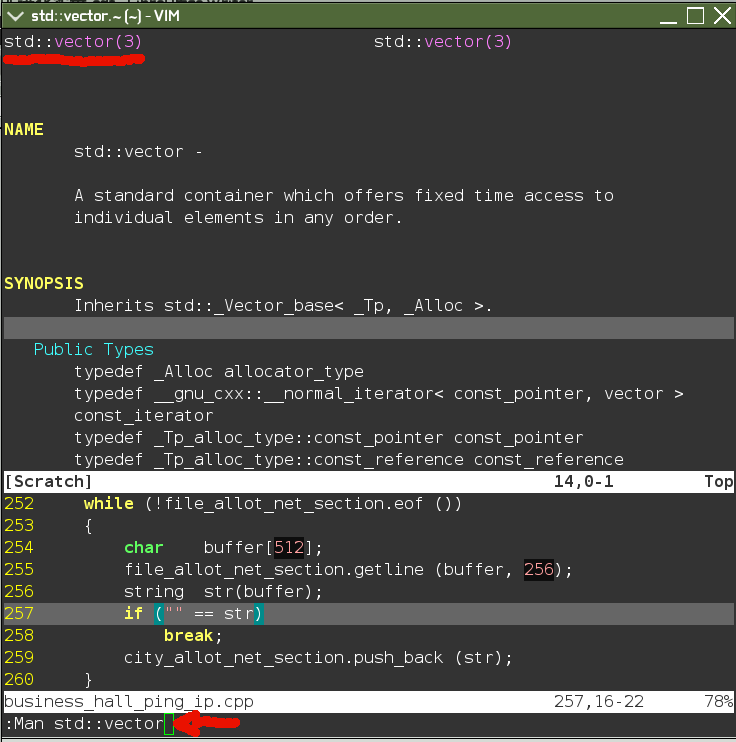 std::vector.~ (~) - VIM
std::vector(3) std::vector(3)
NAME
std::vector -
A standard container which offers fixed time access to
individual elements in any order.
SYNOPSIS
Inherits std::_Vector_base< _Tp, _Alloc >.
Public Types
typedef _Alloc allocator_type
typedef __gnu_cxx::__normal_iterator< const_pointer, vector >
const_iterator
typedef _Tp_alloc_type::const_pointer const_pointer
typedef _Tp_alloc_type::const_reference const_reference
[Scratch] 14,0-1 Top
252 while (!file_allot_net_section.eof ())
253 {
254 char buffer[512];
255 file_allot_net_section.getline (buffer, 256);
256 string str(buffer);
257 if ("" == str)
258 break;
259 city_allot_net_section.push_back (str);
260 }
business_hall_ping_ip.cpp 257,16-22 78%
:Man std::vector